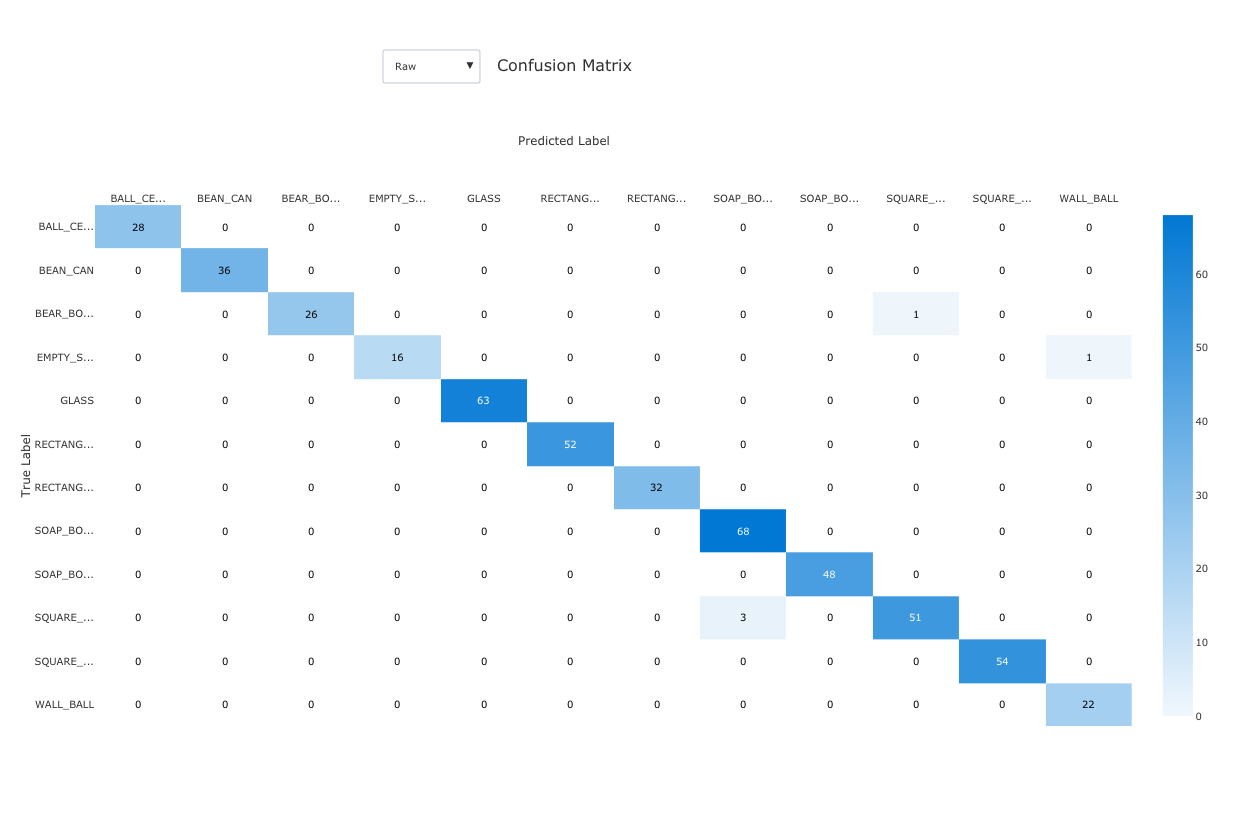 Raw ▼ Confusion Matrix
Predicted Label
BALL_CE... BEAN_CAN BEAR_BO... EMPTY_S... GLASS RECTANG... RECTANG... SOAP_BO... SOAP_BO... SQUARE_... SQUARE_... WALL_BALL
BALL_CE... 28 0 0 0 0 0 0 0 0 0 0 0
BEAN_CAN 0 36 0 0 0 0 0 0 0 0 0 0
BEAR_BO... 0 0 26 0 0 0 0 0 0 1 0 0
EMPTY_S... 0 0 0 16 0 0 0 0 0 0 0 1
GLASS 0 0 0 0 63 0 0 0 0 0 0 0
RECTANG... 0 0 0 0 0 52 0 0 0 0 0 0
RECTANG... 0 0 0 0 0 0 32 0 0 0 0 0
SOAP_BO... 0 0 0 0 0 0 0 68 0 0 0 0
SOAP_BO... 0 0 0 0 0 0 0 0 48 0 0 0
SQUARE_... 0 0 0 0 0 0 0 3 0 51 0 0
SQUARE_... 0 0 0 0 0 0 0 0 0 0 54 0
WALL_BALL 0 0 0 0 0 0 0 0 0 0 0 22
True Label
60
50
40
30
20
10
0